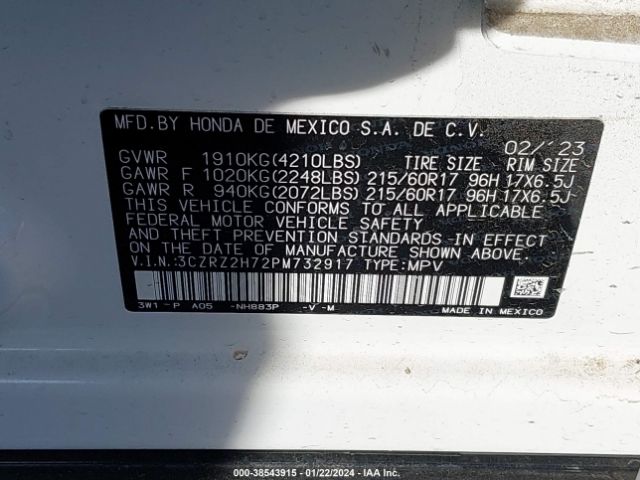 MFD.BY HONDA DE MEXICO S.A. DE C.V.
02/'23
GVWR 1910KG(4210LBS) TIRE SIZE RIM SIZE
GAWR F 1020KG(2248LBS) 215/60R17 96H 17X6.5J
GAWR R 940KG(2072LBS) 215/60R17 96H 17X6.5J
THIS VEHICLE CONFORMS TO ALL APPLICABLE
FEDERAL MOTOR VEHICLE SAFETY
AND THEFT PREVENTION STANDARDS IN
EFFECT ON THE DATE OF MANUFACTURE SHOWN ABOVE.
V.I.N.:3CZRZ2H72PM732917 TYPE:MPV
3W1 -P A05 -NH883P -V -M MADE IN MEXICO
000-38543915 - 01/22/2024 - IAA Inc.